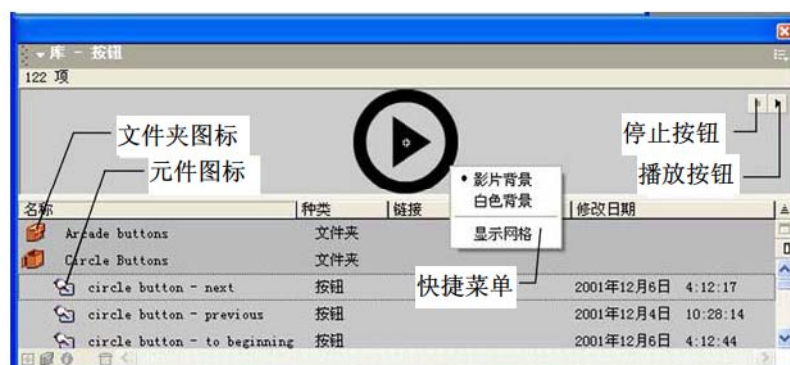 库 - 按钮
122 项
文件夹图标
元件图标
停止按钮
播放按钮
影片背景
白色背景
显示网格
快捷菜单
名称 种类 链接 修改日期
Arcade buttons 文件夹
Circle Buttons 文件夹
circle button - next 按钮 2001年12月6日 4:12:17
circle button - previous 按钮 2001年12月4日 10:28:14
circle button - to beginning 按钮 2001年12月6日 4:12:44